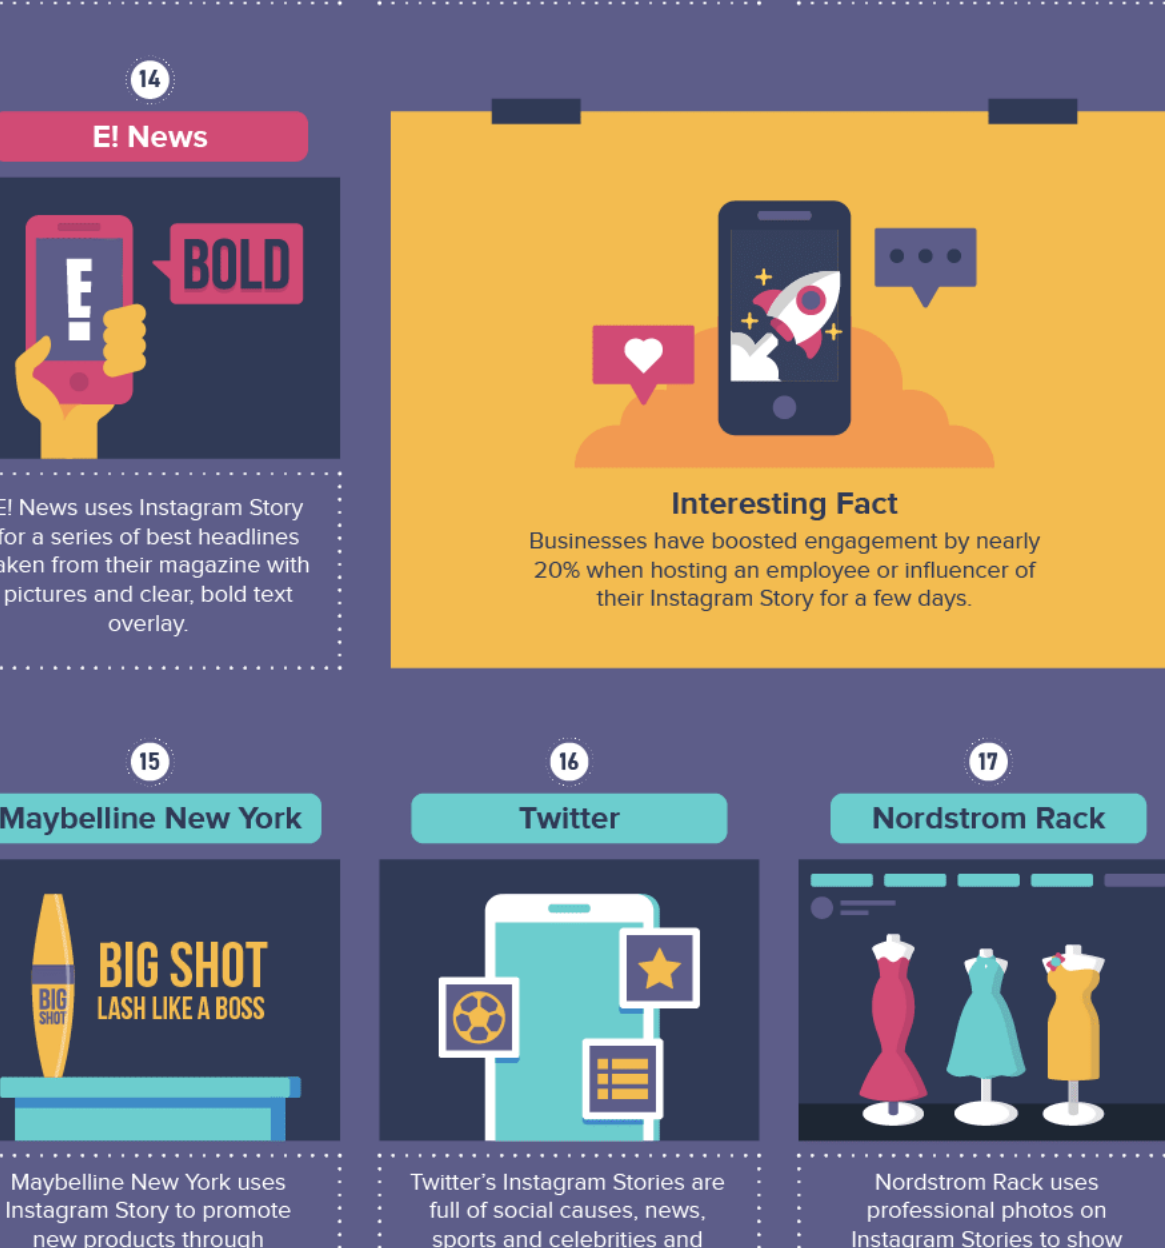 14
E! News
E!
BOLD
E! News uses Instagram Story
for a series of best headlines
taken from their magazine with
pictures and clear, bold text
overlay.
Interesting Fact
Businesses have boosted engagement by nearly
20% when hosting an employee or influencer of
their Instagram Story for a few days.
15
Maybelline New York
BIG SHOT
LASH LIKE A BOSS
BIG
SHOT
Maybelline New York uses
Instagram Story to promote
new products through
16
Twitter
Twitter's Instagram Stories are
full of social causes, news,
sports and celebrities and
17
Nordstrom Rack
Nordstrom Rack uses
professional photos on
Instagram Stories to show